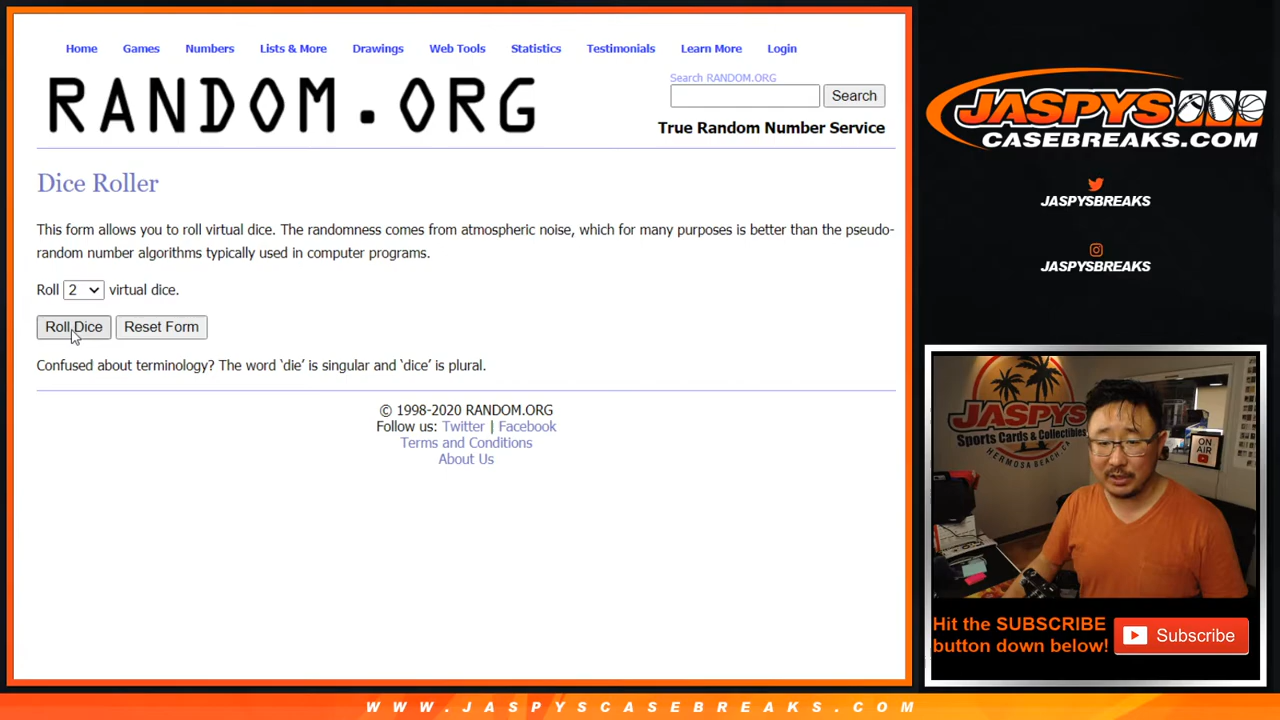 Home Games Numbers Lists & More Drawings Web Tools Statistics Testimonials Learn More Login
RANDOM.ORG
Search RANDOM.ORG
Search
True Random Number Service
Dice Roller
This form allows you to roll virtual dice. The randomness comes from atmospheric noise, which for many purposes is better than the pseudo-
random number algorithms typically used in computer programs.
Roll 2 virtual dice.
Roll Dice Reset Form
Confused about terminology? The word ‘die’ is singular and ‘dice’ is plural.
© 1998-2020 RANDOM.ORG
Follow us: Twitter | Facebook
Terms and Conditions
About Us
JASPYS
CASEBREAKS.COM
JASPYSBREAKS
JASPYSBREAKS
JASPYS
Sports Cards & Collectibles
HERMOSA BEACH, CA
ON
AIR
Hit the SUBSCRIBE
button down below!
Subscribe
WWW.JASPYSCASEBREAKS.COM